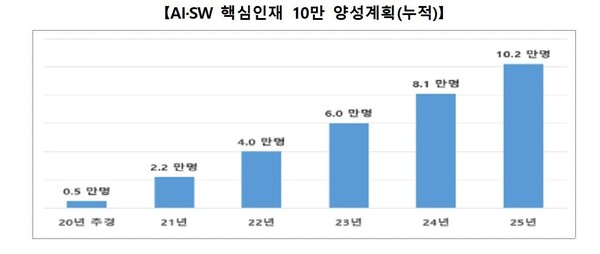 【AI·SW 핵심인재 10만 양성계획(누적)】
10.2 만명
8.1 만명
6.0 만명
4.0 만명
2.2 만명
0.5 만명
20년 추경 21년 22년 23년 24년 25년